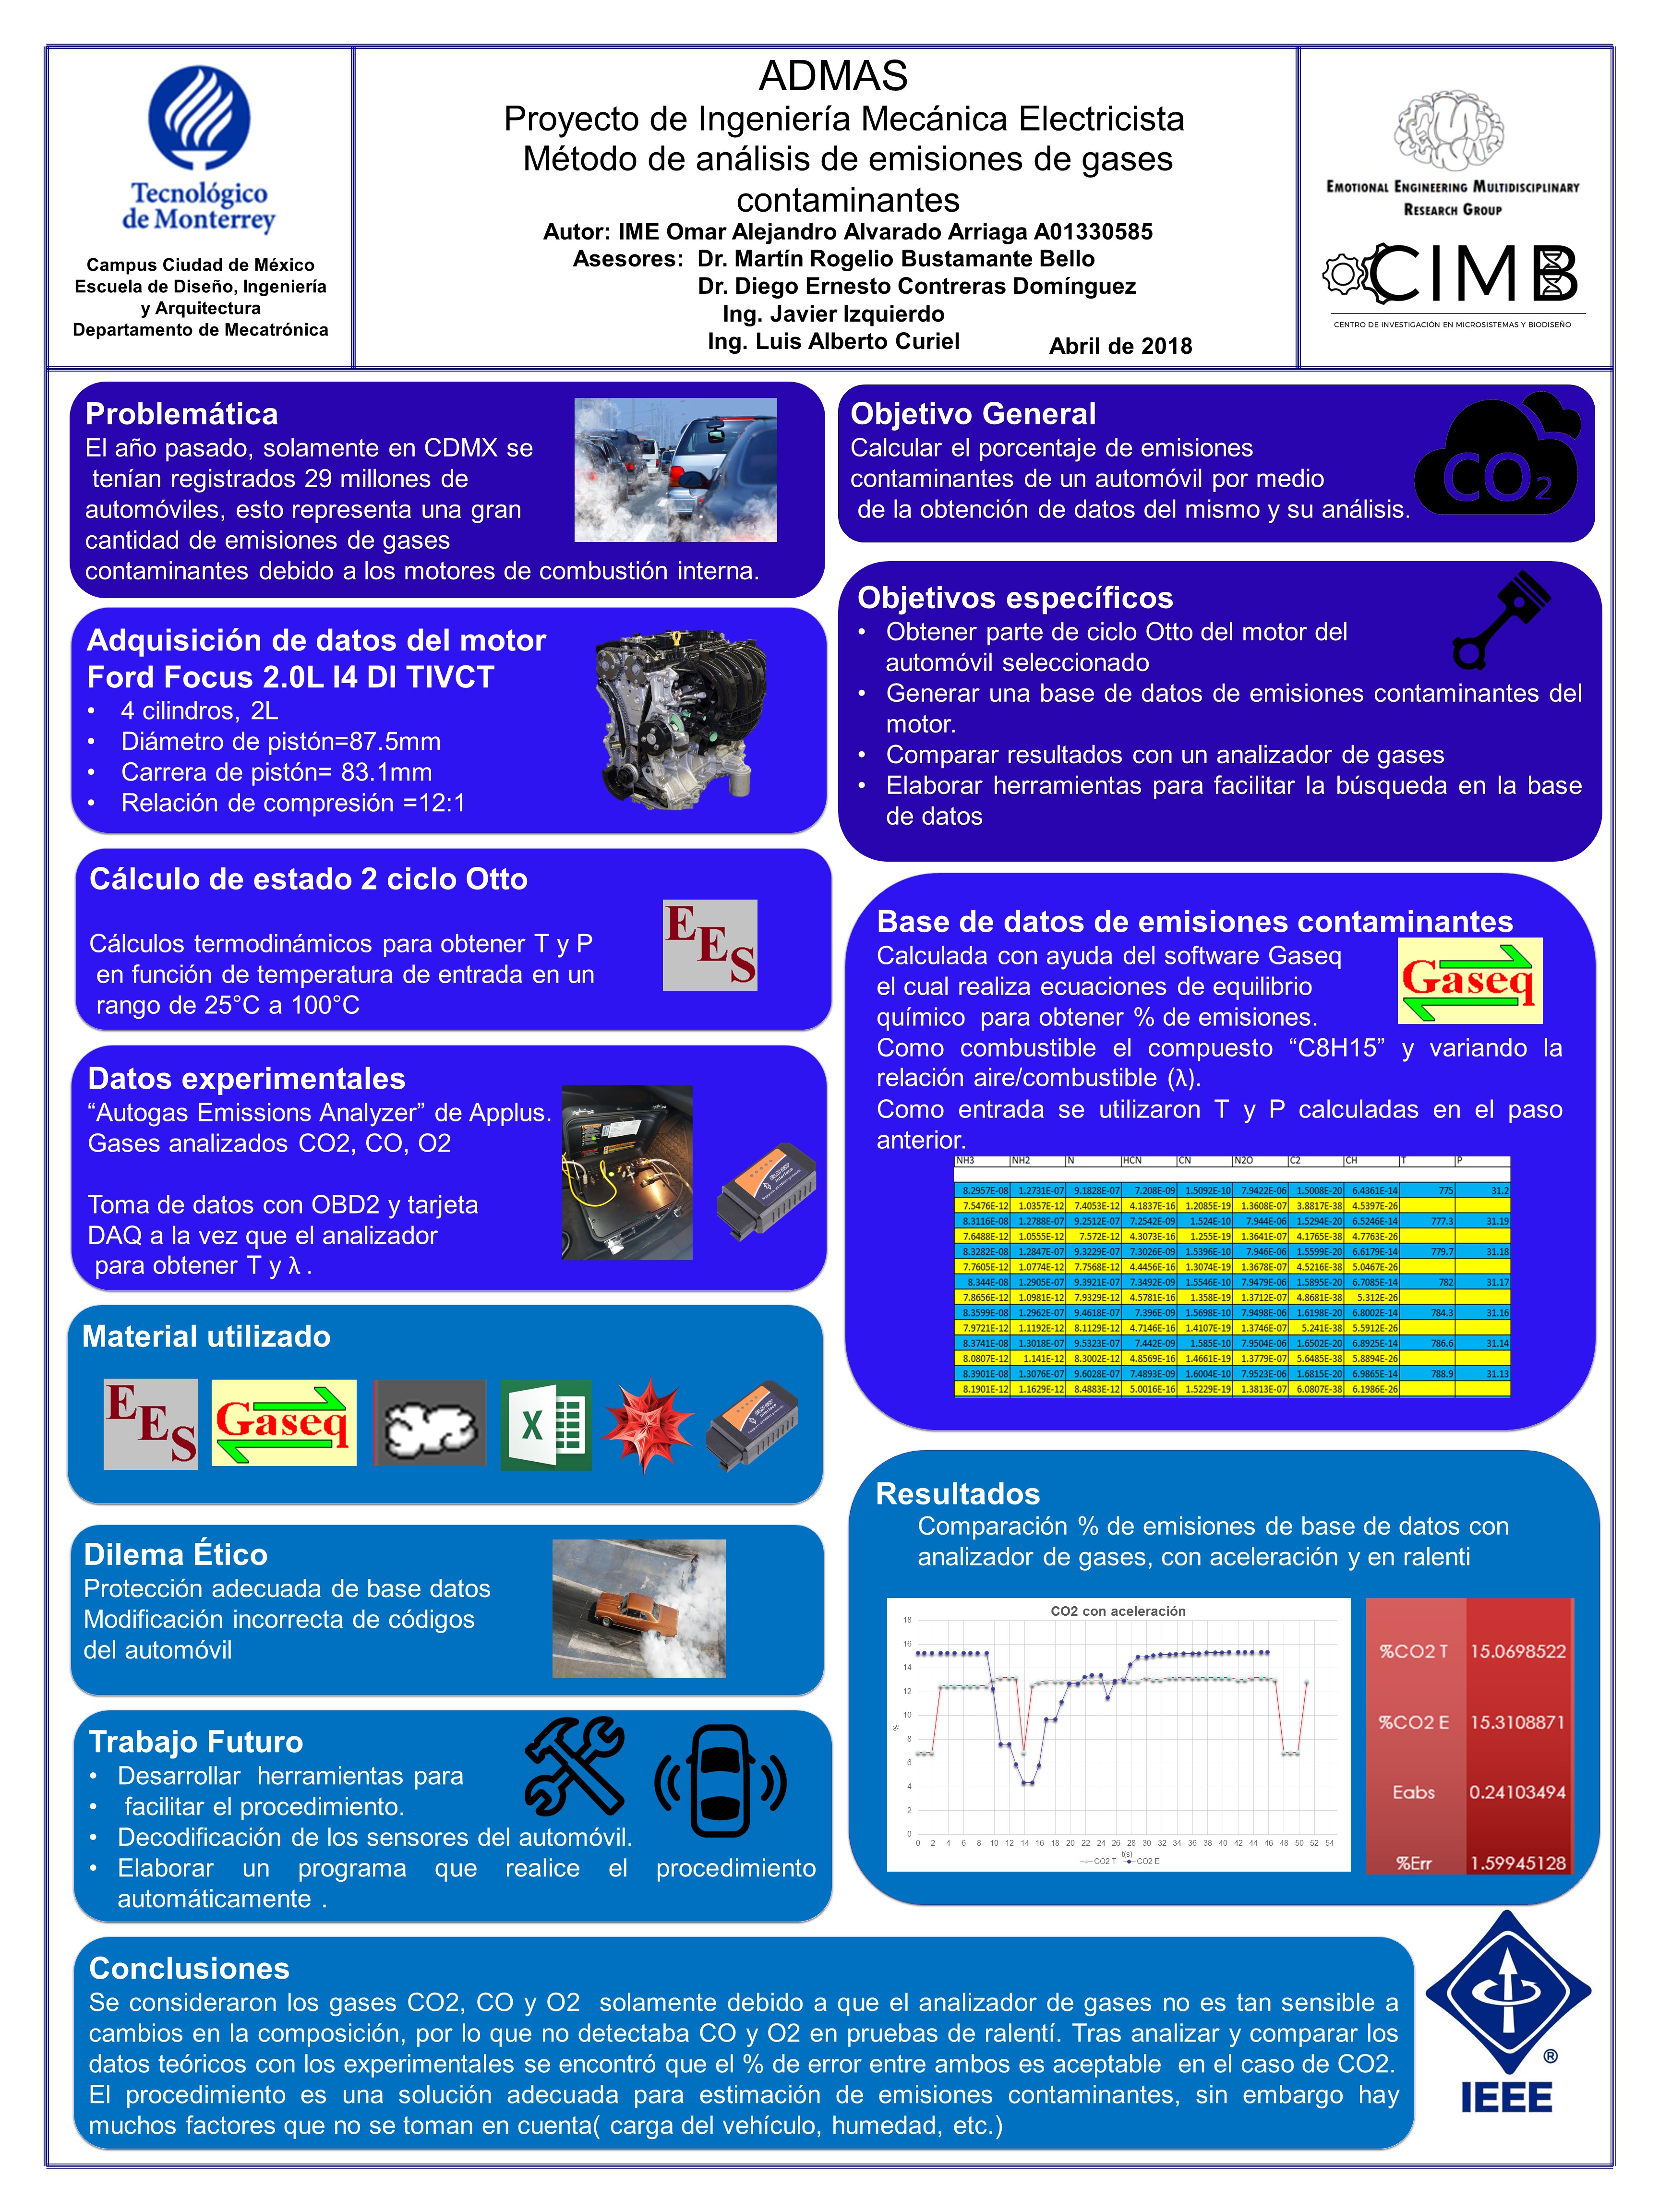 Tecnológico
de Monterrey
Campus Ciudad de México
Escuela de Diseño, Ingeniería
y Arquitectura
Departamento de Mecatrónica
ADMAS
Proyecto de Ingeniería Mecánica Electricista
Método de análisis de emisiones de gases
contaminantes
Autor: IME Omar Alejandro Alvarado Arriaga A01330585
Asesores: Dr. Martín Rogelio Bustamante Bello
Dr. Diego Ernesto Contreras Domínguez
Ing. Javier Izquierdo
Ing. Luis Alberto Curiel
Abril de 2018
EMOTIONAL ENGINEERING MULTIDISCIPLINARY
RESEARCH GROUP
CIMB
CENTRO DE INVESTIGACIÓN EN MICROSISTEMAS Y BIODISEÑO
Problemática
El año pasado, solamente en CDMX se
tenían registrados 29 millones de
automóviles, esto representa una gran
cantidad de emisiones de gases
contaminantes debido a los motores de combustión interna.
Adquisición de datos del motor
Ford Focus 2.0L I4 DI TIVCT
• 4 cilindros, 2L
• Diámetro de pistón=87.5mm
• Carrera de pistón= 83.1mm
• Relación de compresión =12:1
Cálculo de estado 2 ciclo Otto
Cálculos termodinámicos para obtener T y P
en función de temperatura de entrada en un
rango de 25°C a 100°C
EES
Datos experimentales
“Autogas Emissions Analyzer” de Applus.
Gases analizados CO2, CO, O2
Toma de datos con OBD2 y tarjeta
DAQ a la vez que el analizador
para obtener T y λ .
Material utilizado
EES
Gaseq
X
Dilema Ético
Protección adecuada de base datos
Modificación incorrecta de códigos
del automóvil
Trabajo Futuro
• Desarrollar herramientas para
• facilitar el procedimiento.
• Decodificación de los sensores del automóvil.
• Elaborar un programa que realice el procedimiento
automáticamente .
Objetivo General
Calcular el porcentaje de emisiones
contaminantes de un automóvil por medio
de la obtención de datos del mismo y su análisis.
CO2
Objetivos específicos
• Obtener parte de ciclo Otto del motor del
automóvil seleccionado
• Generar una base de datos de emisiones contaminantes del
motor.
• Comparar resultados con un analizador de gases
• Elaborar herramientas para facilitar la búsqueda en la base
de datos
Base de datos de emisiones contaminantes
Calculada con ayuda del software Gaseq
el cual realiza ecuaciones de equilibrio
químico para obtener % de emisiones.
Como combustible el compuesto “C8H15” y variando la
relación aire/combustible (λ).
Como entrada se utilizaron T y P calculadas en el paso
anterior.
Gaseq
NH3 NH2 N HCN CN N2O C2 CH T P
8.2957E-08 1.2731E-07 9.1828E-07 7.208E-09 1.5092E-10 7.9422E-06 1.5008E-20 6.4361E-14 775 31.2
7.5476E-12 1.0357E-12 7.4053E-12 4.1837E-16 1.2085E-19 1.3608E-07 3.8817E-38 4.5397E-26
8.3116E-08 1.2788E-07 9.2512E-07 7.2542E-09 1.524E-10 7.944E-06 1.5294E-20 6.5246E-14 777.3 31.19
7.6488E-12 1.0555E-12 7.572E-12 4.3073E-16 1.255E-19 1.3641E-07 4.1765E-38 4.7763E-26
8.3282E-08 1.2847E-07 9.3229E-07 7.3026E-09 1.5396E-10 7.946E-06 1.5599E-20 6.6179E-14 779.7 31.18
7.7605E-12 1.0774E-12 7.7568E-12 4.4456E-16 1.3074E-19 1.3678E-07 4.5216E-38 5.0467E-26
8.344E-08 1.2905E-07 9.3921E-07 7.3492E-09 1.5546E-10 7.9479E-06 1.5895E-20 6.7085E-14 782 31.17
7.8656E-12 1.0981E-12 7.9329E-12 4.5781E-16 1.358E-19 1.3712E-07 4.8681E-38 5.312E-26
8.3599E-08 1.2962E-07 9.4618E-07 7.396E-09 1.5698E-10 7.9498E-06 1.6198E-20 6.8002E-14 784.3 31.16
7.9721E-12 1.1192E-12 8.1129E-12 4.7146E-16 1.4107E-19 1.3746E-07 5.241E-38 5.5912E-26
8.3741E-08 1.3018E-07 9.5323E-07 7.442E-09 1.585E-10 7.9504E-06 1.6502E-20 6.8925E-14 786.6 31.14
8.0807E-12 1.141E-12 8.3002E-12 4.8569E-16 1.4661E-19 1.3779E-07 5.6485E-38 5.8894E-26
8.3901E-08 1.3076E-07 9.6028E-07 7.4893E-09 1.6004E-10 7.9523E-06 1.6815E-20 6.9865E-14 788.9 31.13
8.1901E-12 1.1629E-12 8.4883E-12 5.0016E-16 1.5229E-19 1.3813E-07 6.0807E-38 6.1986E-26
Resultados
Comparación % de emisiones de base de datos con
analizador de gases, con aceleración y en ralenti
CO2 con aceleración
18
16
14
12
10
8
6
4
2
0
%
0 2 4 6 8 10 12 14 16 18 20 22 24 26 28 30 32 34 36 38 40 42 44 46 48 50 52 54
t(s)
CO2 T CO2 E
%CO2 T 15.0698522
%CO2 E 15.3108871
Eabs 0.24103494
%Err 1.59945128
Conclusiones
Se consideraron los gases CO2, CO y O2 solamente debido a que el analizador de gases no es tan sensible a
cambios en la composición, por lo que no detectaba CO y O2 en pruebas de ralentí. Tras analizar y comparar los
datos teóricos con los experimentales se encontró que el % de error entre ambos es aceptable en el caso de CO2.
El procedimiento es una solución adecuada para estimación de emisiones contaminantes, sin embargo hay
muchos factores que no se toman en cuenta( carga del vehículo, humedad, etc.)
®
IEEE